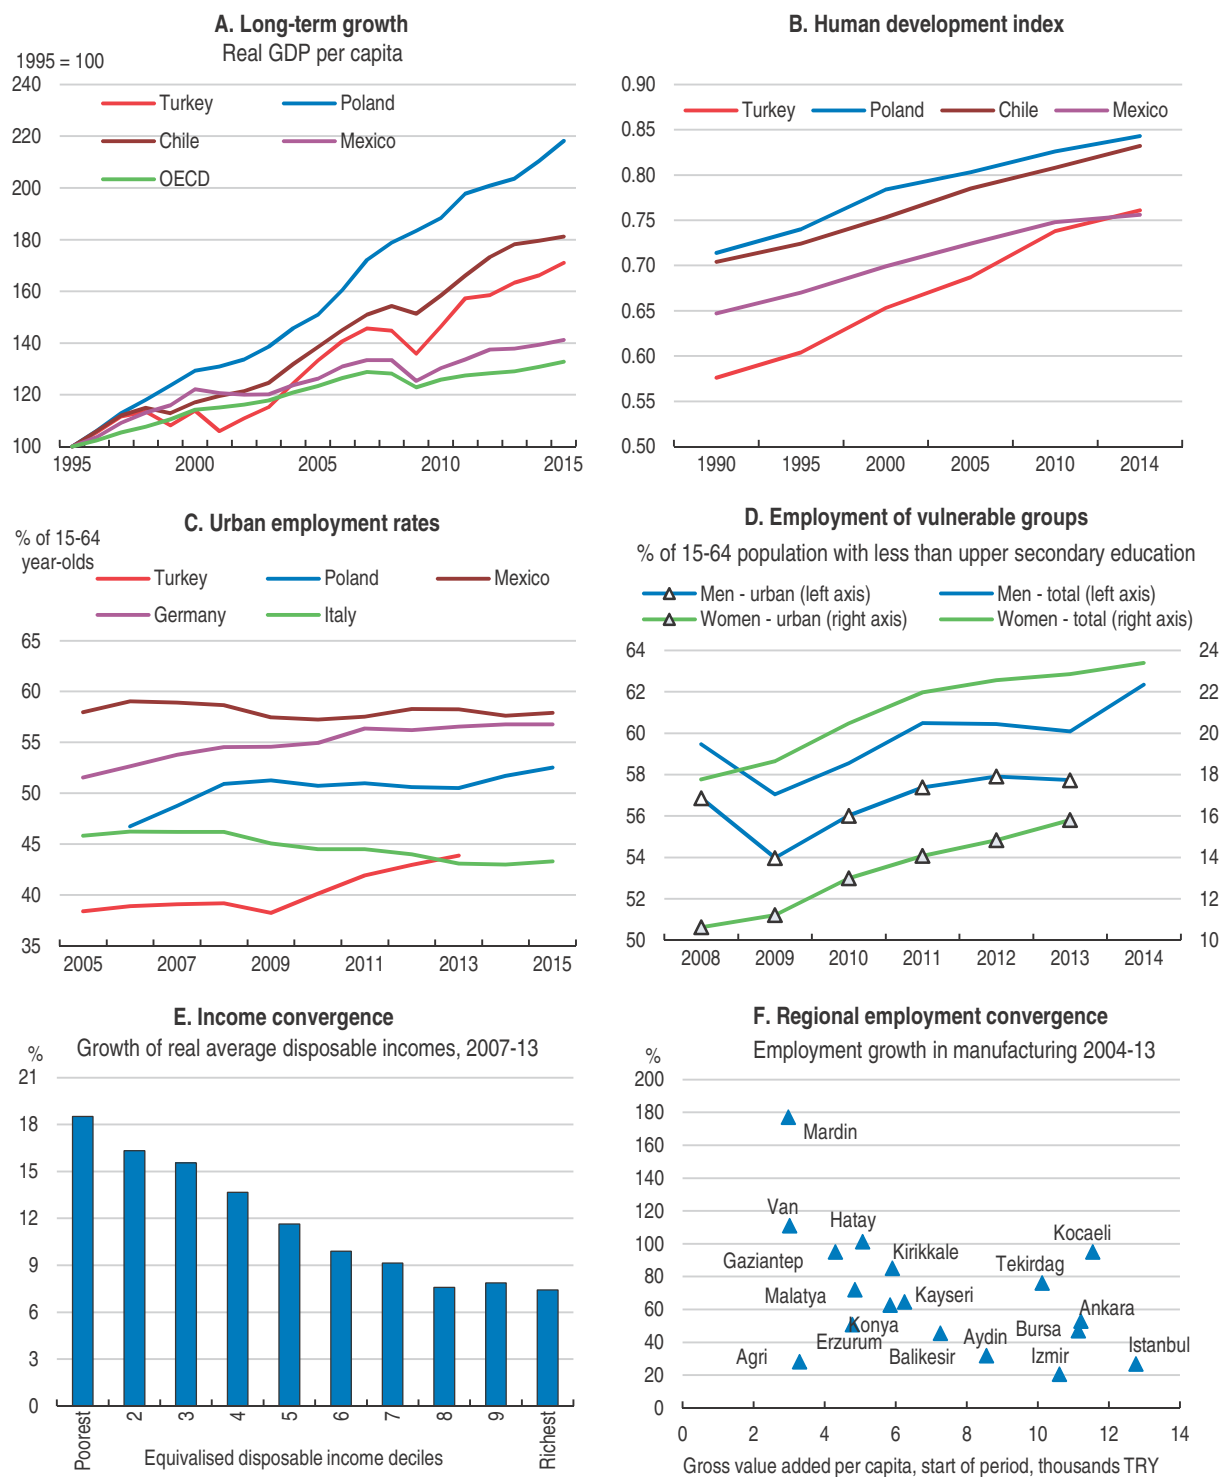 A. Long-term growth
Real GDP per capita
1995 = 100
240
220
200
180
160
140
120
100
Turkey
Poland
Chile
Mexico
OECD
1995
2000
2005
2010
2015
B. Human development index
0.90
0.85
0.80
0.75
0.70
0.65
0.60
0.55
0.50
Turkey
Poland
Chile
Mexico
1990
1995
2000
2005
2010
2014
C. Urban employment rates
% of 15-64
year-olds
Turkey
Poland
Mexico
Germany
Italy
65
60
55
50
45
40
35
2005
2007
2009
2011
2013
2015
D. Employment of vulnerable groups
% of 15-64 population with less than upper secondary education
Men - urban (left axis)
Men - total (left axis)
Women - urban (right axis)
Women - total (right axis)
64
62
60
58
56
54
52
50
24
22
20
18
16
14
12
10
2008
2009
2010
2011
2012
2013
2014
E. Income convergence
Growth of real average disposable incomes, 2007-13
%
21
18
15
12
9
6
3
0
Poorest
2
3
4
5
6
7
8
9
Richest
Equivalised disposable income deciles
F. Regional employment convergence
Employment growth in manufacturing 2004-13
%
200
180
160
140
120
100
80
60
40
20
0
Mardin
Van
Hatay
Kocaeli
Gaziantep
Kirikkale
Tekirdag
Malatya
Kayseri
Ankara
Konya
Bursa
Erzurum
Aydin
Istanbul
Agri
Balikesir
Izmir
0
2
4
6
8
10
12
14
Gross value added per capita, start of period, thousands TRY